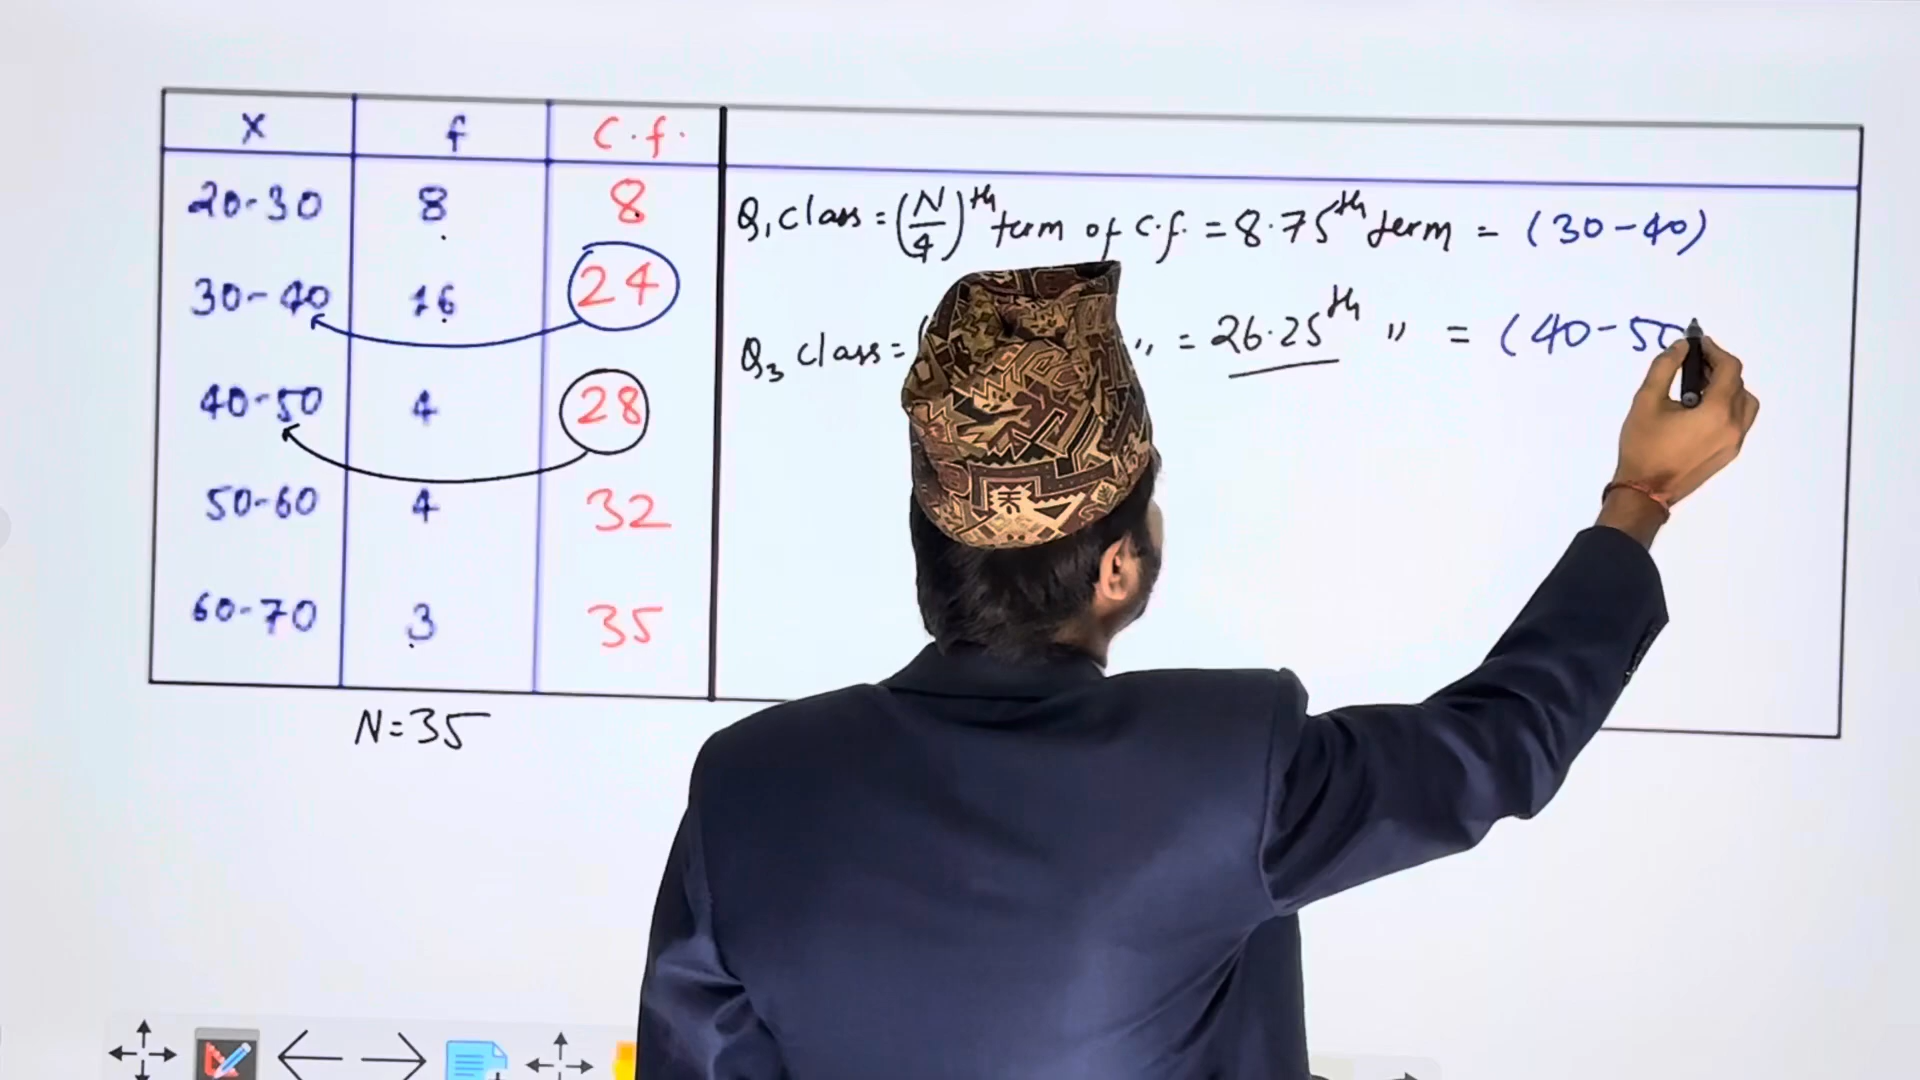 X f C.f.
20-30 8 8
30-40 16 24
40-50 4 28
50-60 4 32
60-70 3 35
N=35
Q₁ class = (N/4)th term of c.f. = 8.75th term = (30-40)
Q₃ class = ( " = 26.25th " = (40-50